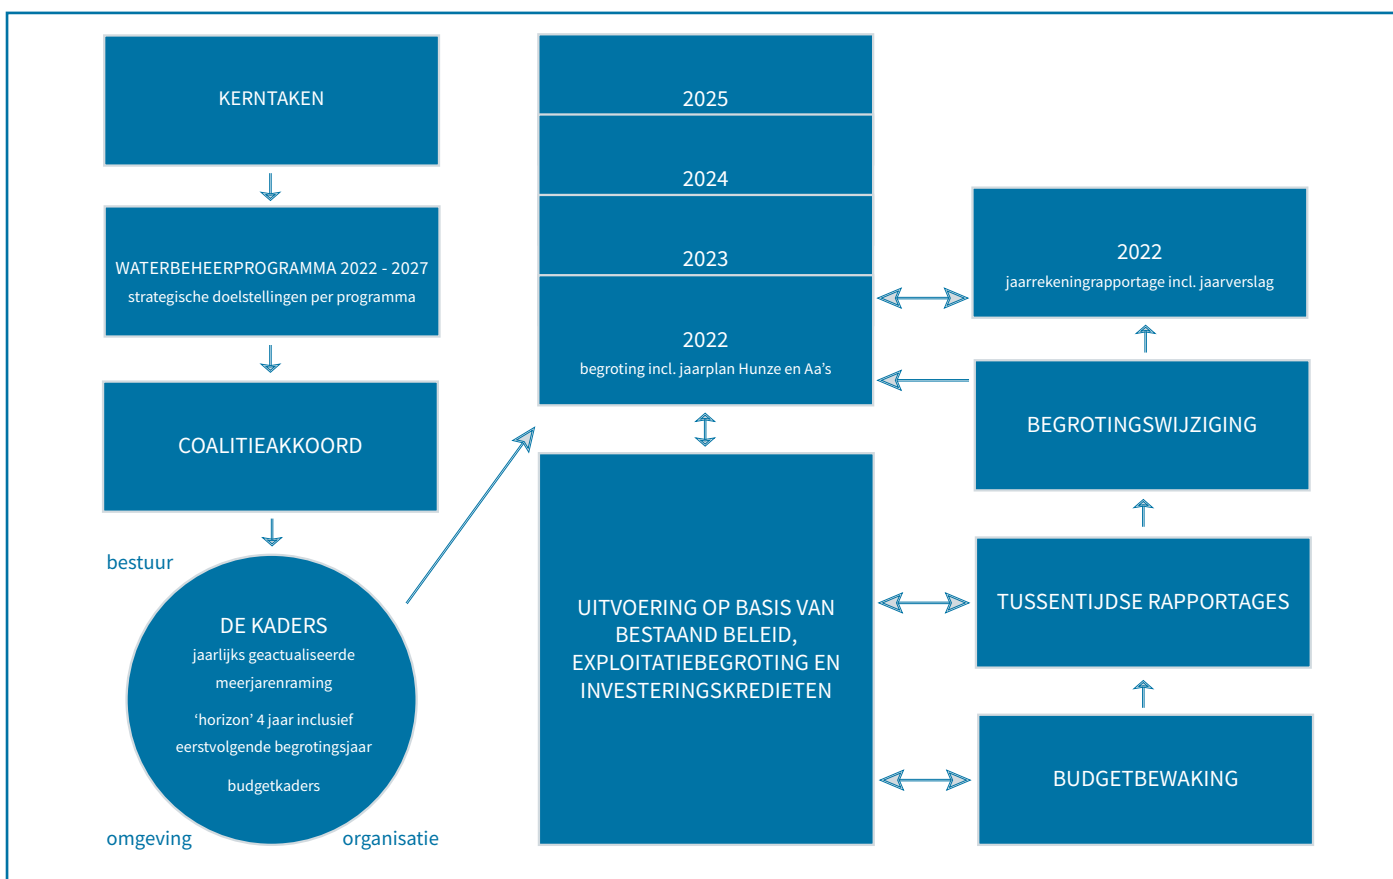 KERNTAKEN
WATERBEHEERPROGRAMMA 2022 - 2027
strategische doelstellingen per programma
COALITIEAKKOORD
bestuur
DE KADERS
jaarlijks geactualiseerde
meerjarenraming
‘horizon’ 4 jaar inclusief
eerstvolgende begrotingsjaar
budgetkaders
omgeving
organisatie
2025
2024
2023
2022
begroting incl. jaarplan Hunze en Aa’s
UITVOERING OP BASIS VAN
BESTAAND BELEID,
EXPLOITATIEBEGROTING EN
INVESTERINGSKREDIETEN
2022
jaarrekeningrapportage incl. jaarverslag
BEGROTINGSWIJZIGING
TUSSENTIJDSE RAPPORTAGES
BUDGETBEWAKING